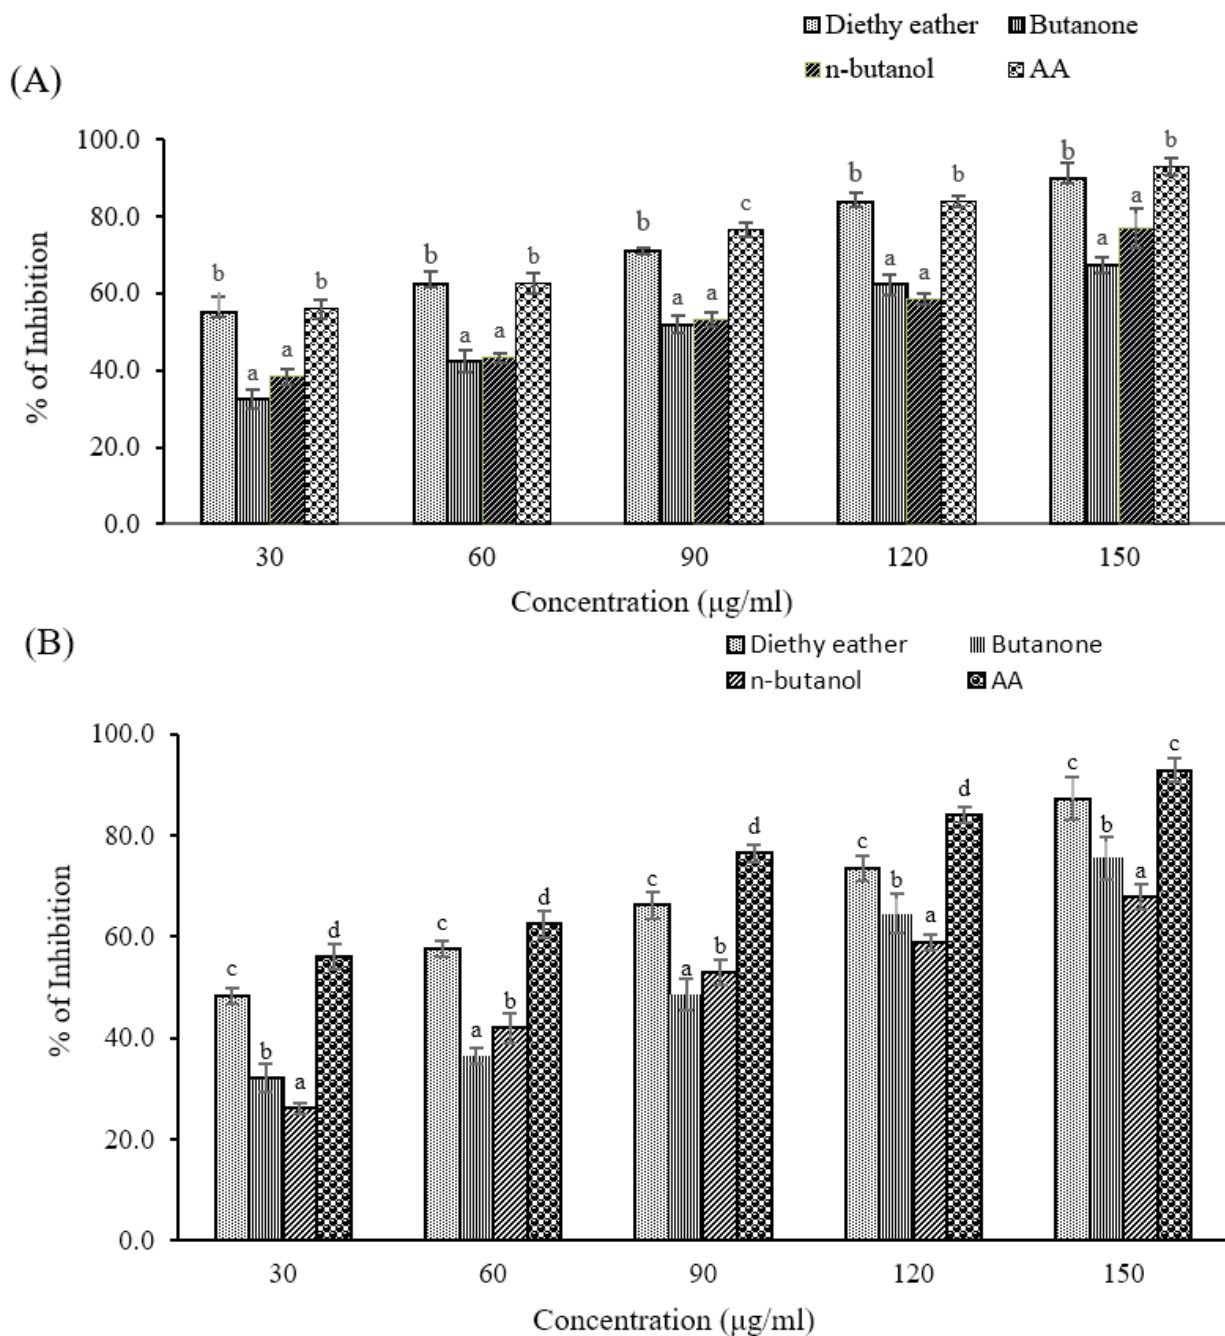 Diethy eather Butanone
n-butanol AA
(A)
100.0
b b
b b
c
b a
80.0
b b a
a
b b a
60.0
a a
a a
40.0
a
a
20.0
0.0
% of Inhibition
30 60 90 120 150
Concentration (µg/ml)
(B)
Diethy eather Butanone
n-butanol AA
100.0
c
c
d
d b
80.0
c
a
c b
d
a
60.0
c
d b
a
c b
40.0
a
b
a
20.0
0.0
% of Inhibition
30 60 90 120 150
Concentration (µg/ml)